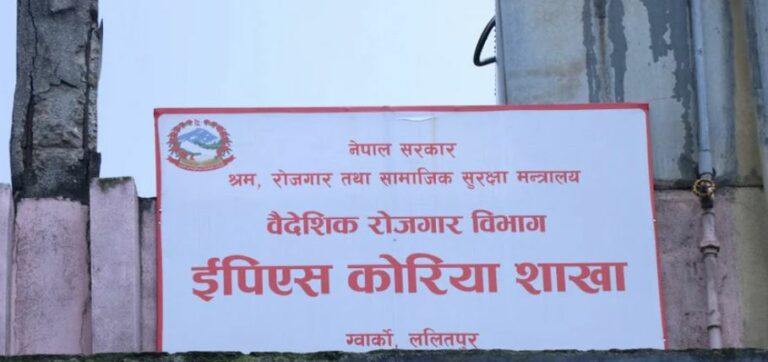 नेपाल सरकार
श्रम, रोजगार तथा सामाजिक सुरक्षा मन्त्रालय
वैदेशिक रोजगार विभाग
ईपिएस कोरिया शाखा
ग्वार्को, ललितपुर